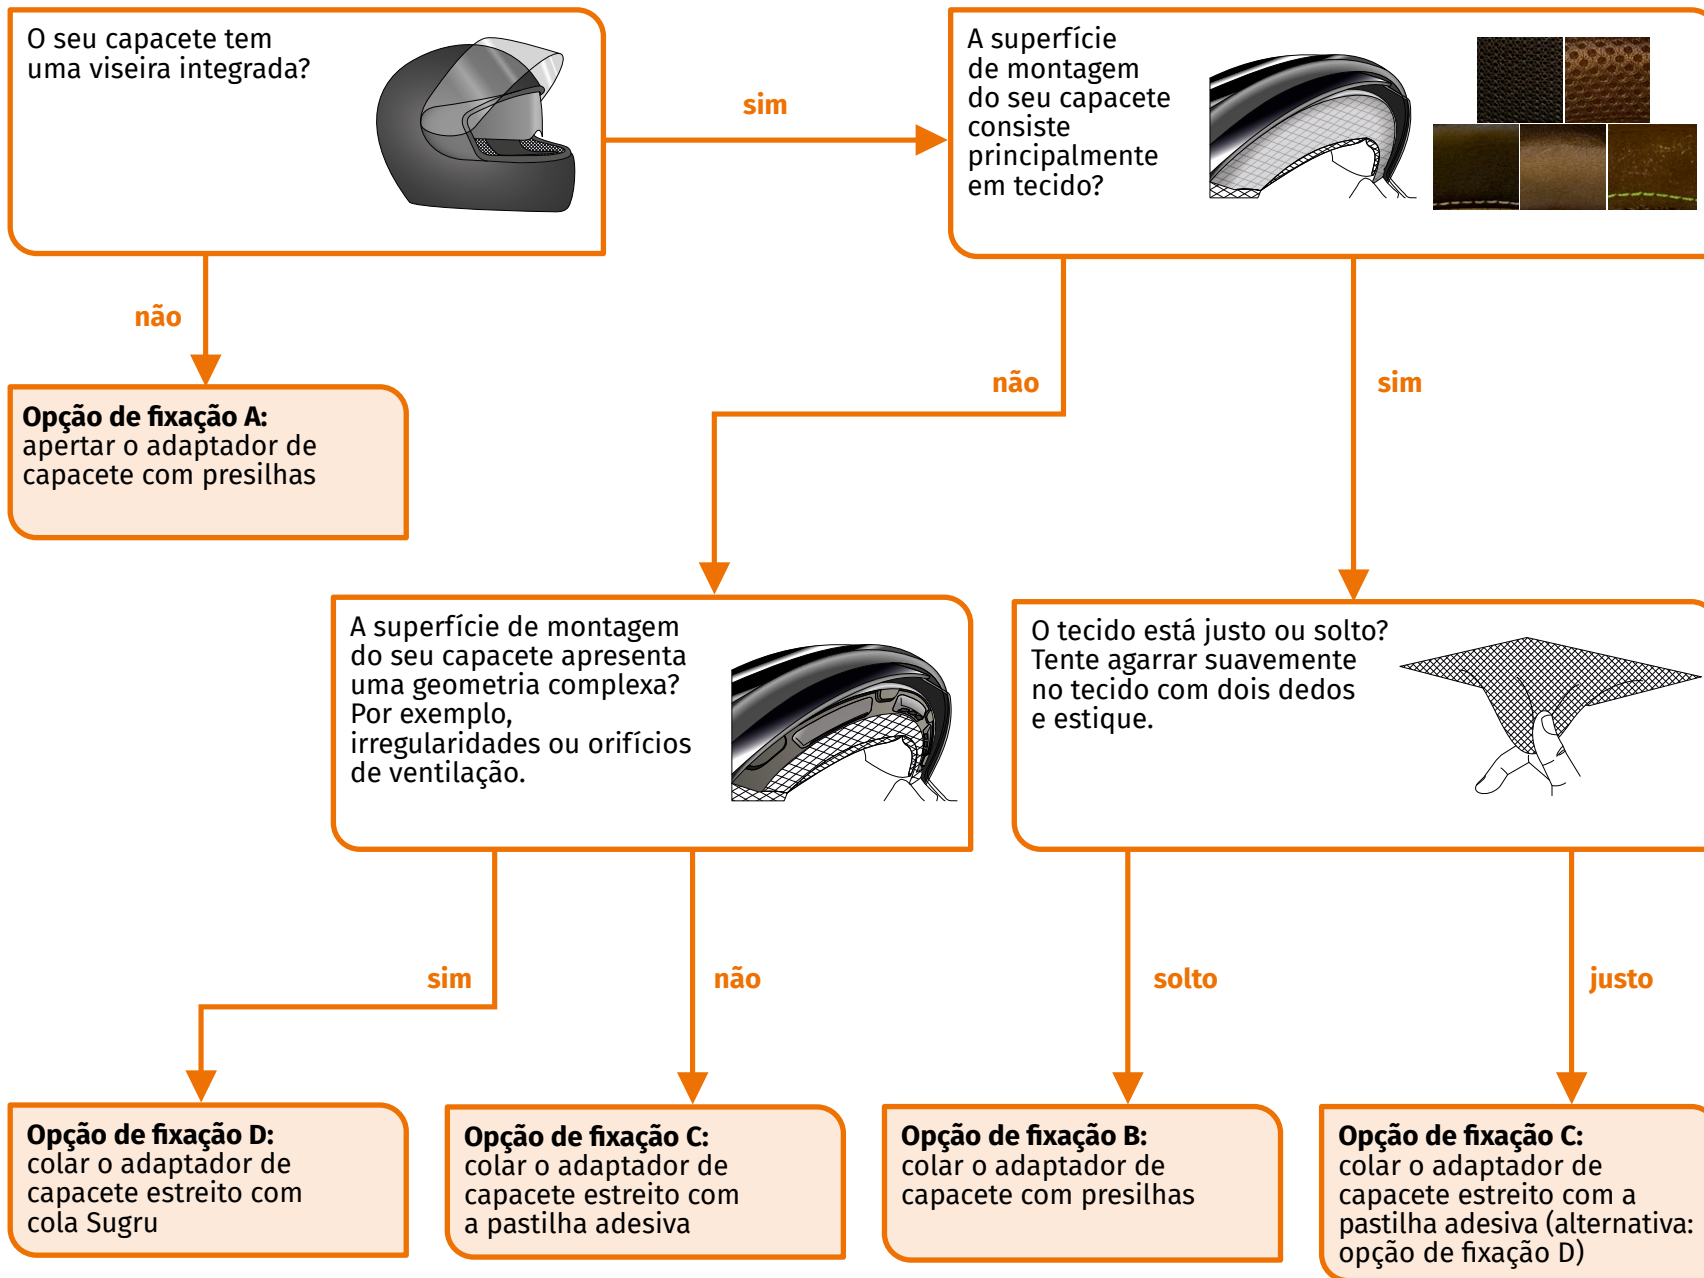 O seu capacete tem
uma viseira integrada?
sim
A superfície
de montagem
do seu capacete
consiste
principalmente
em tecido?
não
Opção de fixação A:
apertar o adaptador de
capacete com presilhas
não
sim
A superfície de montagem
do seu capacete apresenta
uma geometria complexa?
Por exemplo,
irregularidades ou orifícios
de ventilação.
O tecido está justo ou solto?
Tente agarrar suavemente
no tecido com dois dedos
e estique.
sim
não
solto
justo
Opção de fixação D:
colar o adaptador de
capacete estreito com
cola Sugru
Opção de fixação C:
colar o adaptador de
capacete estreito com
a pastilha adesiva
Opção de fixação B:
colar o adaptador de
capacete com presilhas
Opção de fixação C:
colar o adaptador de
capacete estreito com a
pastilha adesiva (alternativa:
opção de fixação D)